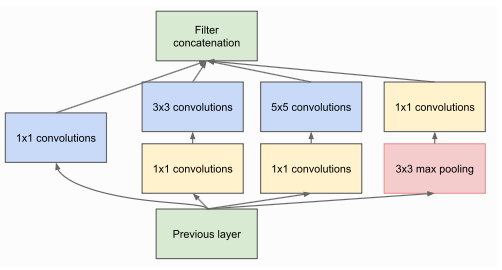 Filter
concatenation
3x3 convolutions
5x5 convolutions
1x1 convolutions
1x1 convolutions
1x1 convolutions
1x1 convolutions
3x3 max pooling
Previous layer